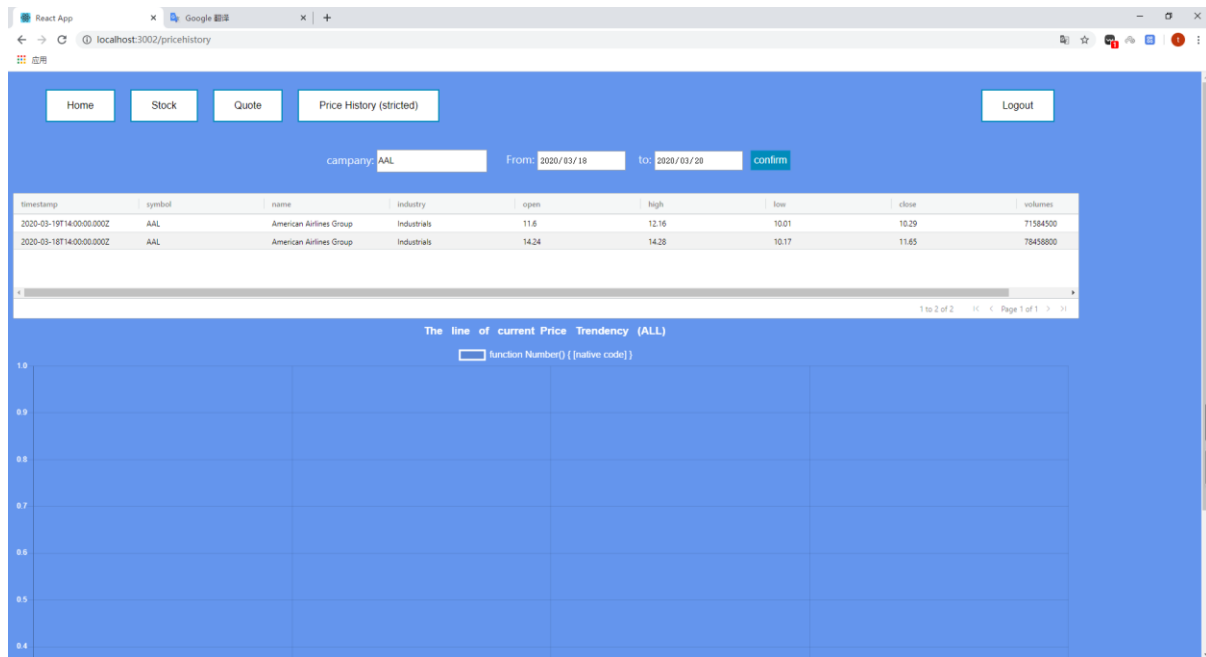 React App
Google 翻译
localhost:3002/pricehistory
应用
Home Stock Quote Price History (stricted) Logout
campany: AAL From: 2020/03/18 to: 2020/03/20 confirm
timestamp symbol name industry open high low close volumes
2020-03-19T14:00:00.000Z AAL American Airlines Group Industrials 11.6 12.16 10.01 10.29 71584500
2020-03-18T14:00:00.000Z AAL American Airlines Group Industrials 14.24 14.28 10.17 11.65 78458800
1 to 2 of 2 Page 1 of 1
The line of current Price Trendency (ALL)
function Number() { [native code] }
1.0
0.9
0.8
0.7
0.6
0.5
0.4